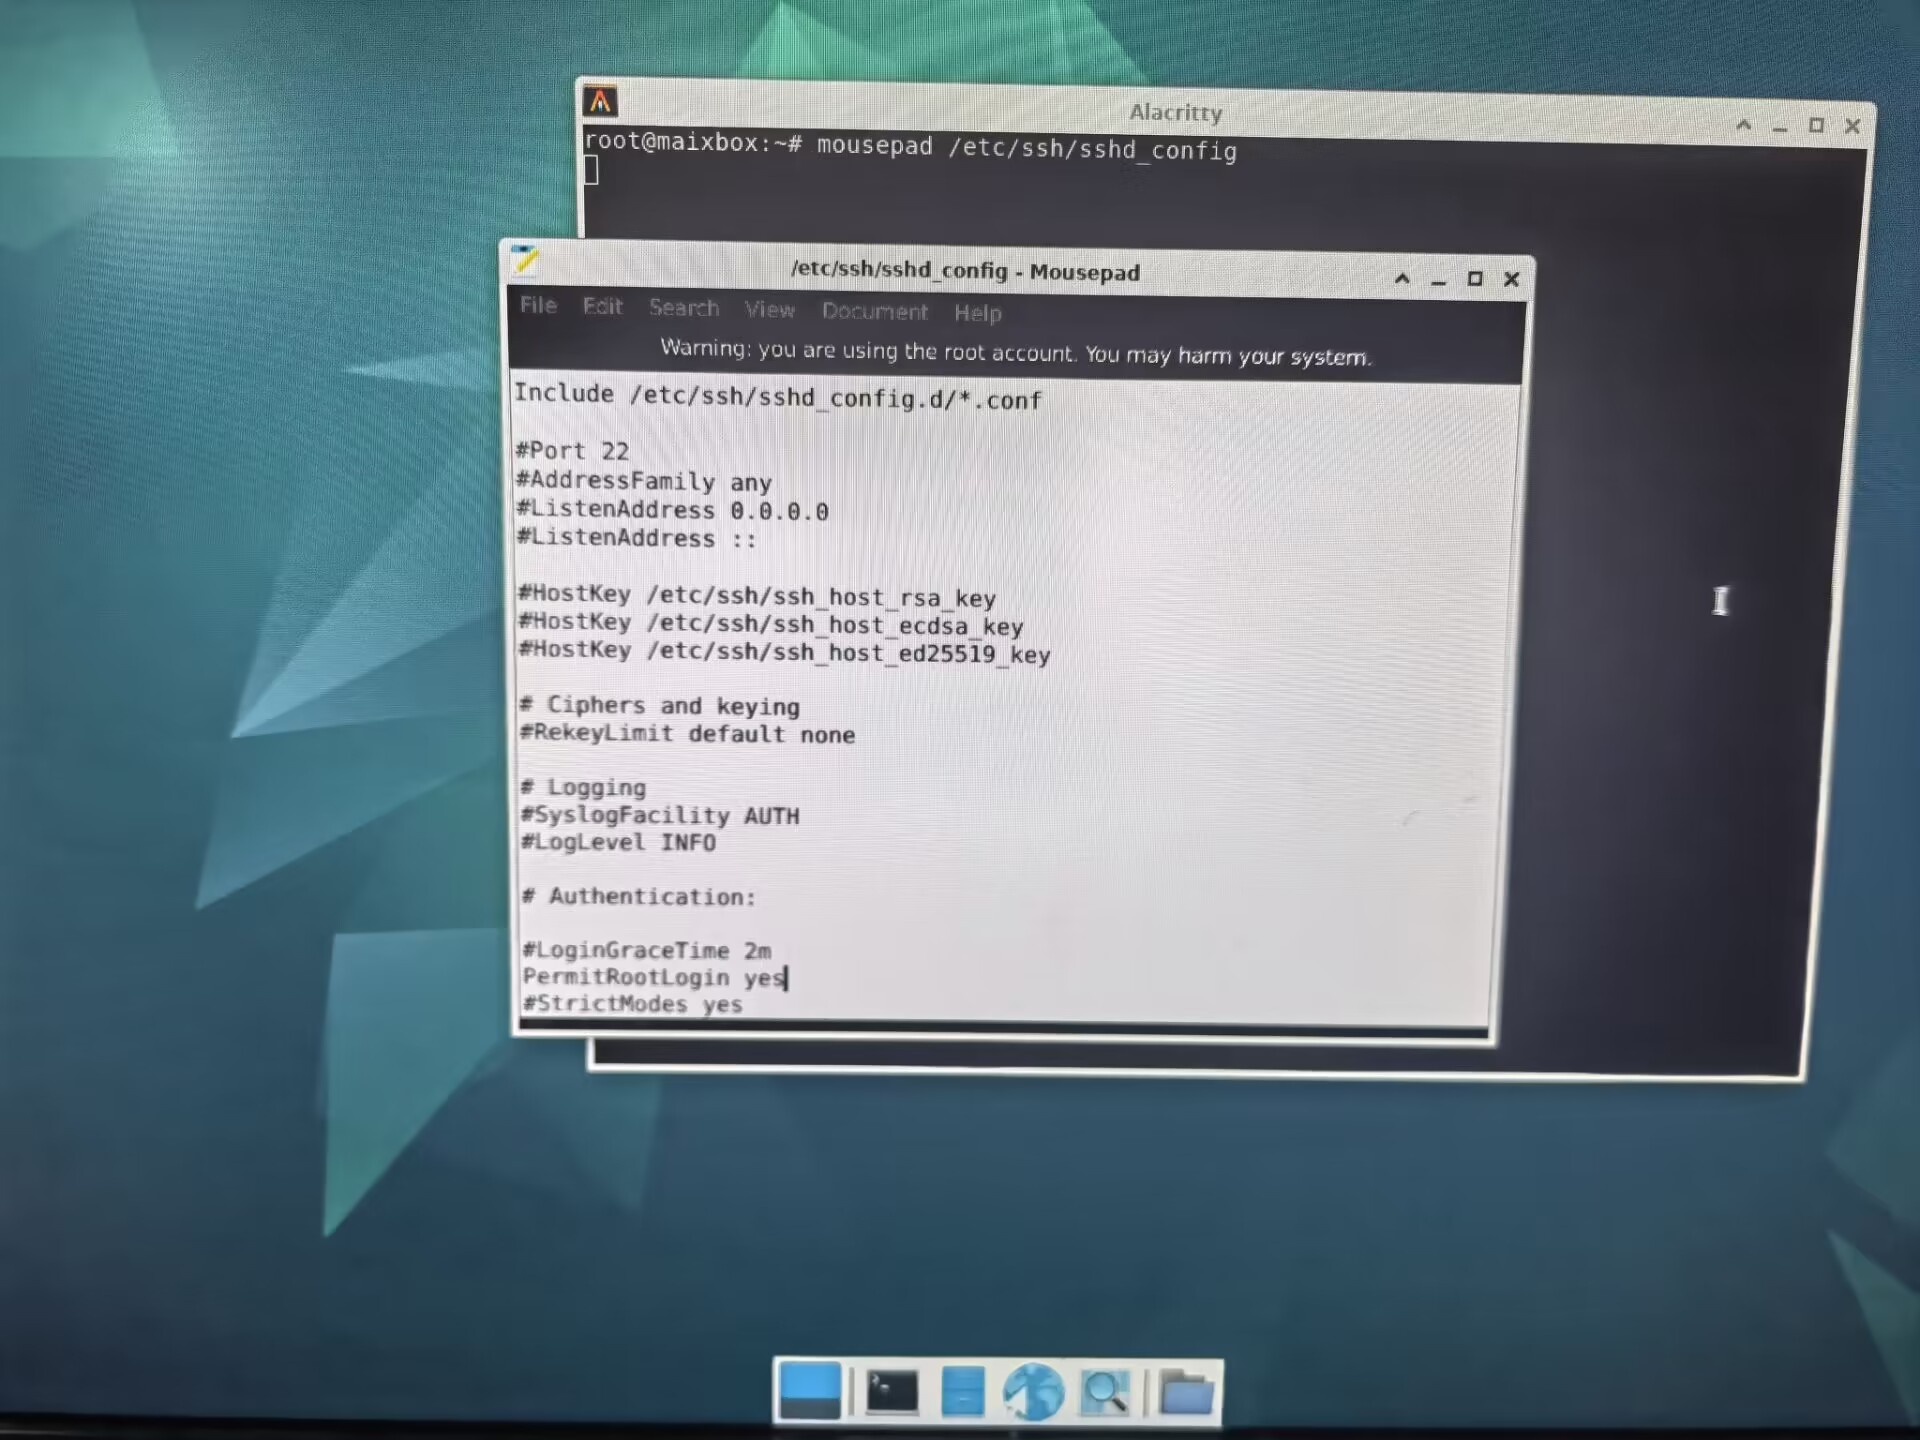 Alacritty
root@maixbox:~# mousepad /etc/ssh/sshd_config
/etc/ssh/sshd_config - Mousepad
File Edit Search View Document Help
Warning: you are using the root account. You may harm your system.
Include /etc/ssh/sshd_config.d/*.conf
#Port 22
#AddressFamily any
#ListenAddress 0.0.0.0
#ListenAddress ::
#HostKey /etc/ssh/ssh_host_rsa_key
#HostKey /etc/ssh/ssh_host_ecdsa_key
#HostKey /etc/ssh/ssh_host_ed25519_key
# Ciphers and keying
#RekeyLimit default none
# Logging
#SyslogFacility AUTH
#LogLevel INFO
# Authentication:
#LoginGraceTime 2m
PermitRootLogin yes
#StrictModes yes